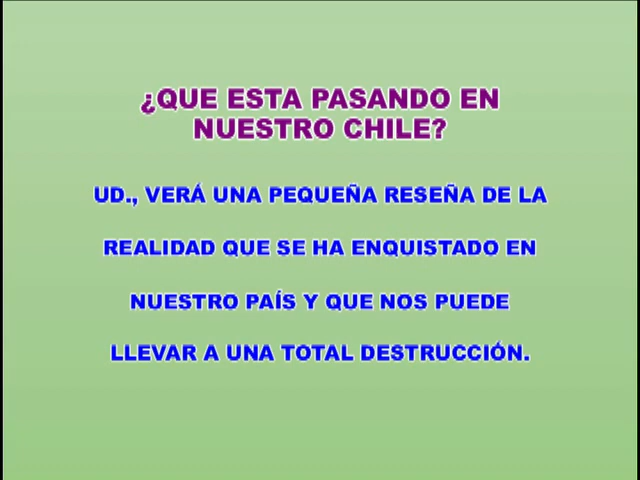 ¿QUE ESTA PASANDO EN
NUESTRO CHILE?
UD., VERÁ UNA PEQUEÑA RESEÑA DE LA
REALIDAD QUE SE HA ENQUISTADO EN
NUESTRO PAÍS Y QUE NOS PUEDE
LLEVAR A UNA TOTAL DESTRUCCIÓN.